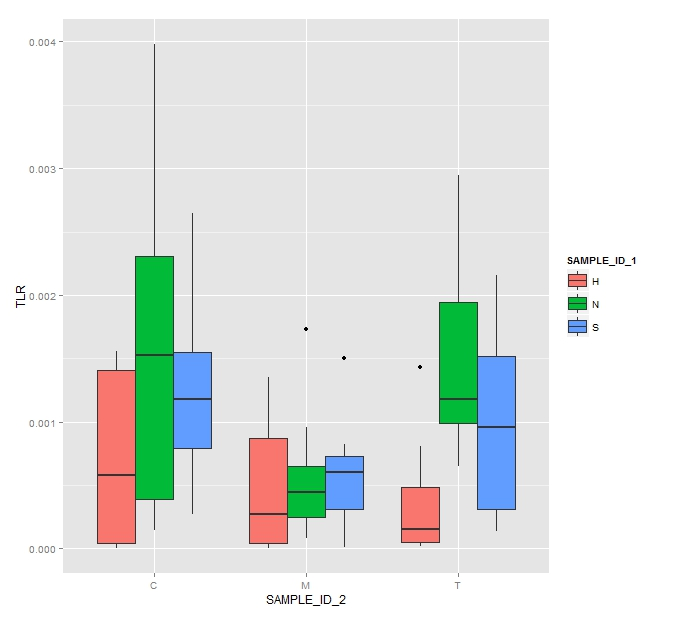 0.004
0.003
0.002
0.001
0.000
TLR
C M T
SAMPLE_ID_2
SAMPLE_ID_1
H
N
S